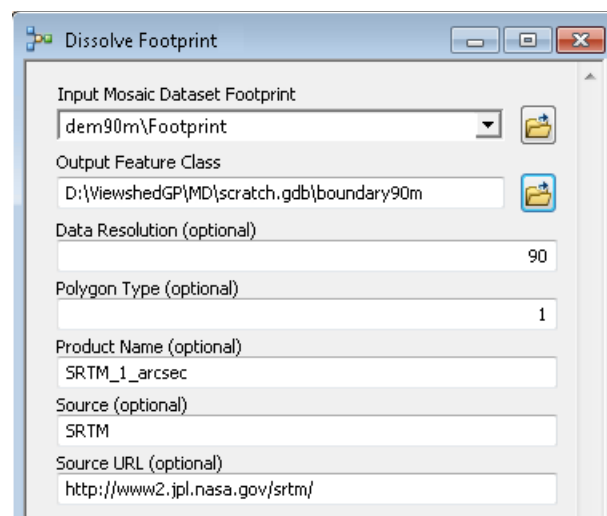 Dissolve Footprint
Input Mosaic Dataset Footprint
dem90m\Footprint
Output Feature Class
D:\ViewshedGP\MD\scratch.gdb\boundary90m
Data Resolution (optional)
90
Polygon Type (optional)
1
Product Name (optional)
SRTM_1_arcsec
Source (optional)
SRTM
Source URL (optional)
http://www2.jpl.nasa.gov/srtm/